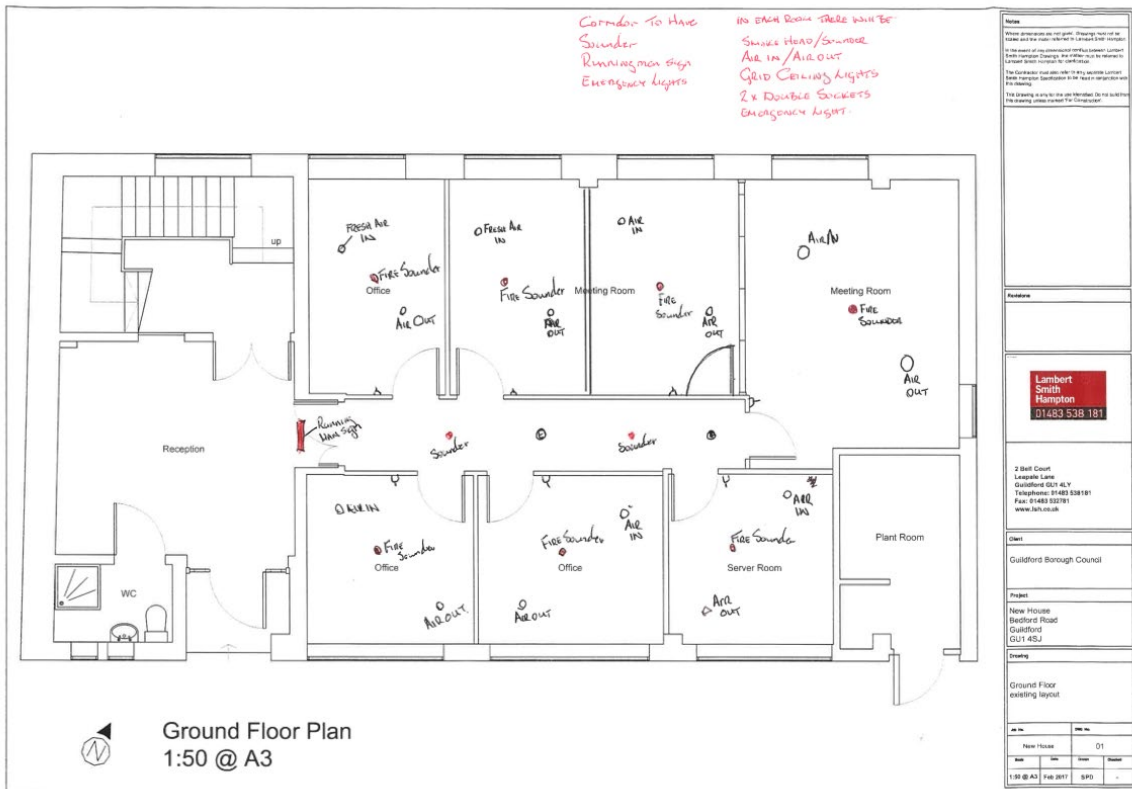 Corridor To Have
Sounder
Runningman sign
Emergency Lights
IN EACH ROOM THERE WILL BE
SMOKE HEAD/SOUNDER
AIR IN/AIR OUT
GRID CEILING LIGHTS
2 x DOUBLE SOCKETS
EMERGENCY LIGHT.
up
FRESH AIR
IN
FIRE Sounder
Office
AIR OUT
FRESH AIR
IN
FIRE Sounder
AIR
OUT
Meeting Room
AIR
IN
FIRE
Sounder
AIR
OUT
AIR IN
Meeting Room
FIRE
SOUNDER
AIR
OUT
Reception
Running
Man Sign
Sounder
Sounder
WC
AIR IN
FIRE
Sounder
Office
AIR OUT.
AIR
IN
FIRE Sounder
Office
AIR OUT
AIR
IN
FIRE Sounder
Server Room
AIR
OUT
Plant Room
N
Ground Floor Plan
1:50 @ A3
Notes
Revisions
Lambert
Smith
Hampton
01483 538 181
2 Bell Court
Leapale Lane
Guildford GU1 4LY
Telephone: 01483 538181
Fax: 01483 532781
www.lsh.co.uk
Client
Guildford Borough Council
Project
New House
Bedford Road
Guildford
GU1 4SJ
Drawing
Ground Floor
existing layout
New House
01
Date
Drawn
1:50 @ A3
Feb 2017
SPD
-